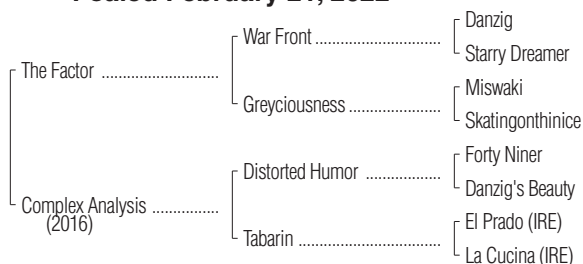 Foaled February 2022
Danzig
War Front
Starry Dreamer
The Factor
Miswaki
Greyciousness
Skatingonthinice
Forty Niner
Distorted Humor
Danzig's Beauty
Complex Analysis
(2016)
El Prado (IRE)
Tabarin
La Cucina (IRE)